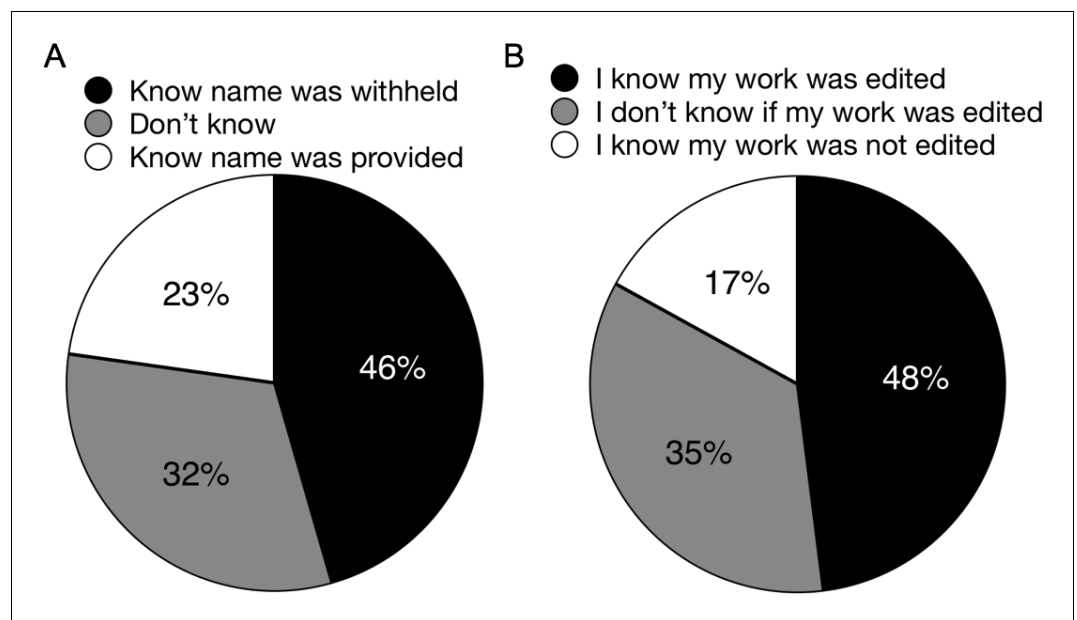 A
Know name was withheld
Don't know
Know name was provided
23%
46%
32%
B
I know my work was edited
I don't know if my work was edited
I know my work was not edited
17%
48%
35%